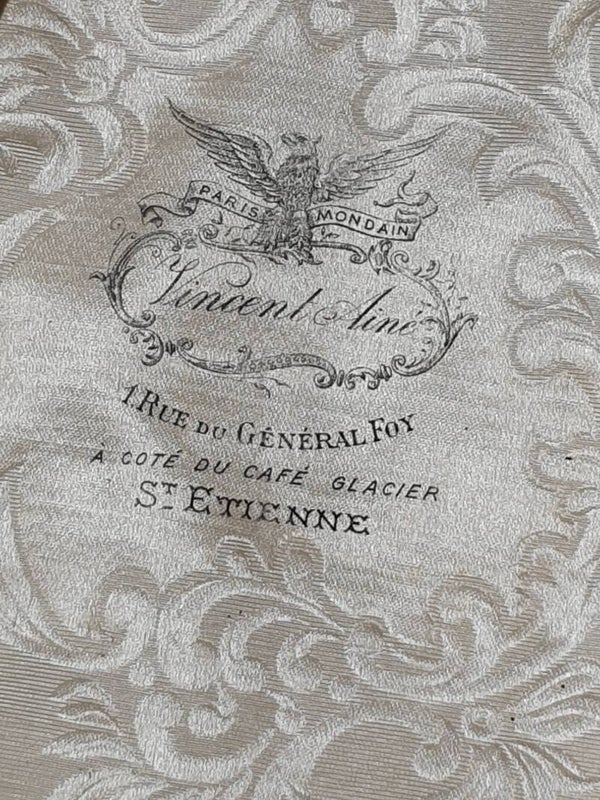 PARIS MONDAIN
Vincent Ainé
1, RUE DU GÉNÉRAL FOY
À COTÉ DU CAFÉ GLACIER
ST ETIENNE